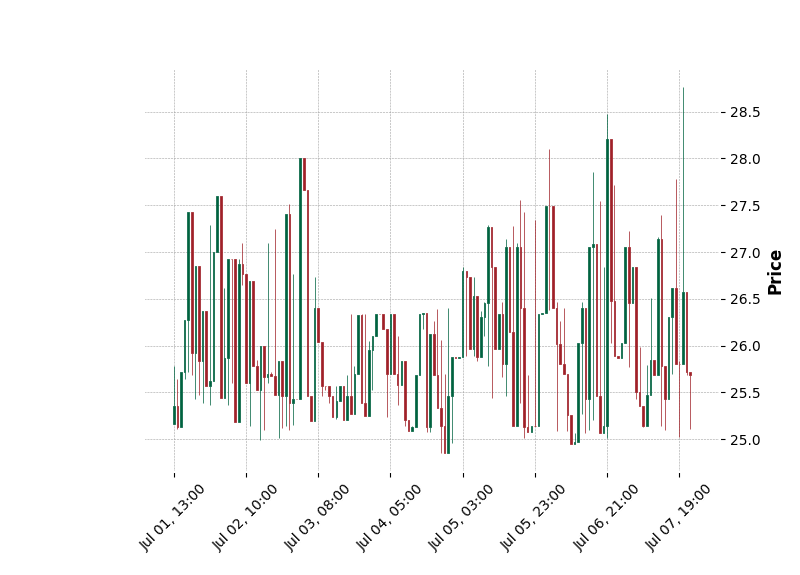 28.5
28.0
27.5
27.0
26.5
26.0
25.5
25.0
Price
Jul 01, 13:00
Jul 02, 10:00
Jul 03, 08:00
Jul 04, 05:00
Jul 05, 03:00
Jul 05, 23:00
Jul 06, 21:00
Jul 07, 19:00